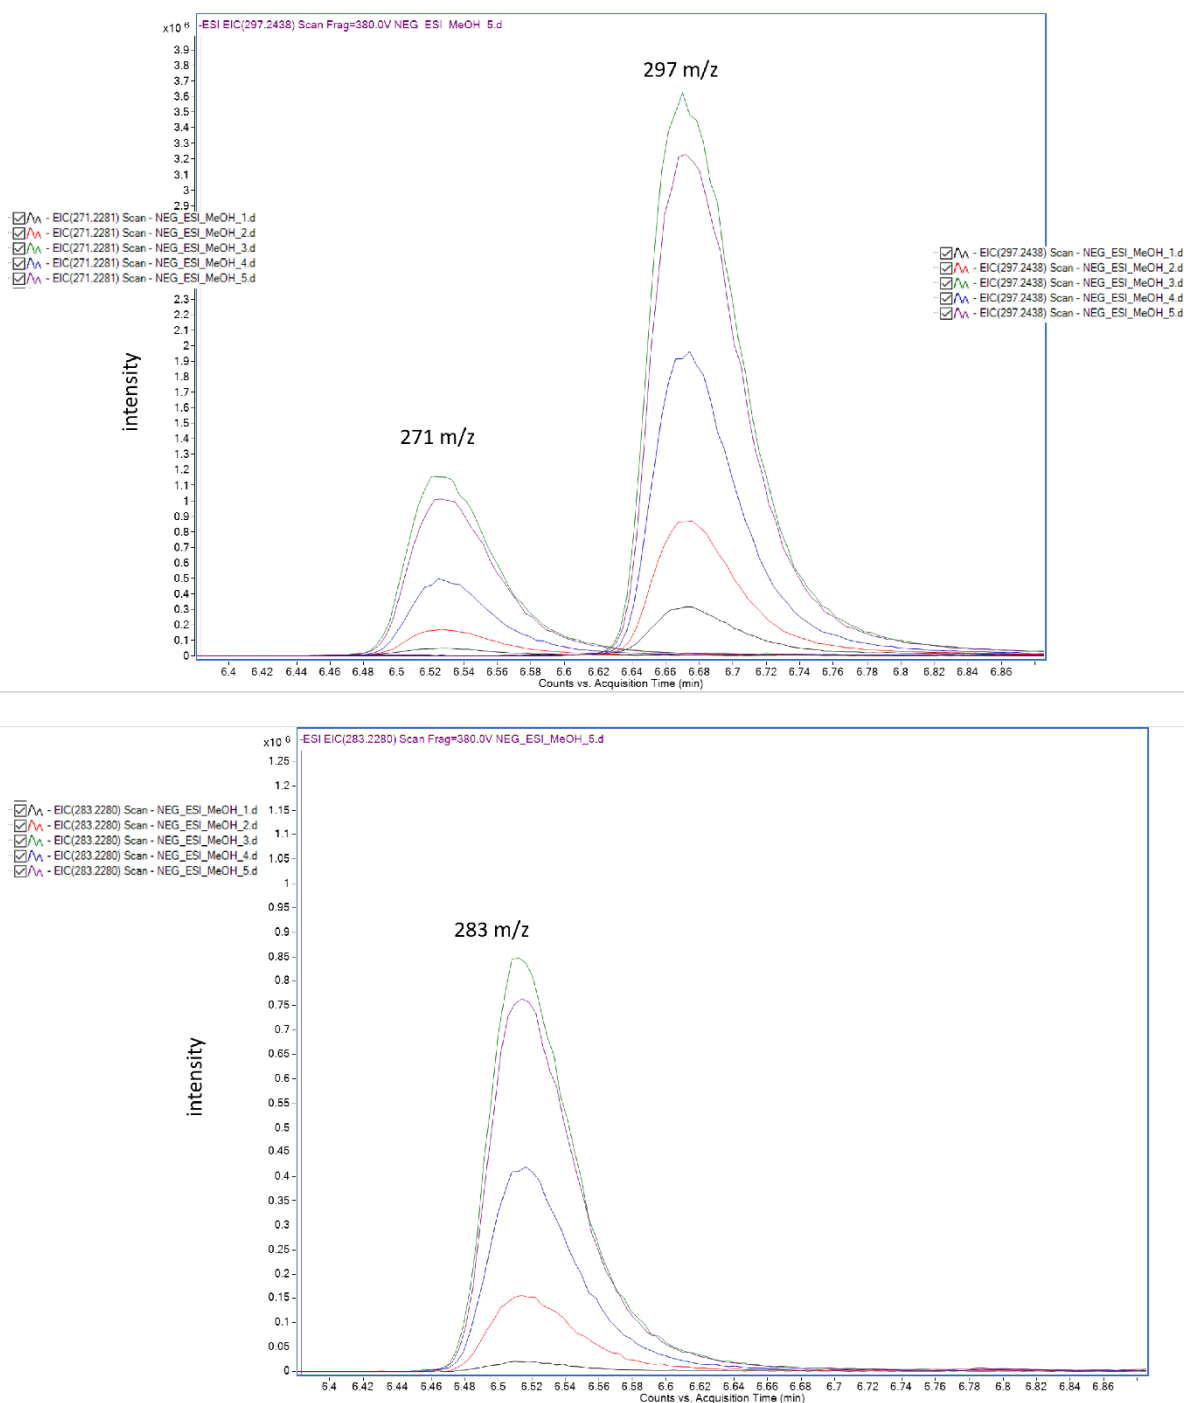 -ESI EIC(297.2438) Scan Frag=380.0V NEG_ESI_MeOH_5.d
x10 6
3.9
3.8
3.7
3.6
3.5
3.4
3.3
3.2
3.1
3
2.9
297 m/z
271 m/z
- EIC(271.2281) Scan - NEG_ESI_MeOH_1.d
- EIC(271.2281) Scan - NEG_ESI_MeOH_2.d
- EIC(271.2281) Scan - NEG_ESI_MeOH_3.d
- EIC(271.2281) Scan - NEG_ESI_MeOH_4.d
- EIC(271.2281) Scan - NEG_ESI_MeOH_5.d
- EIC(297.2438) Scan - NEG_ESI_MeOH_1.d
- EIC(297.2438) Scan - NEG_ESI_MeOH_2.d
- EIC(297.2438) Scan - NEG_ESI_MeOH_3.d
- EIC(297.2438) Scan - NEG_ESI_MeOH_4.d
- EIC(297.2438) Scan - NEG_ESI_MeOH_5.d
2.3
2.2
2.1
2
1.9
1.8
1.7
1.6
1.5
1.4
1.3
1.2
1.1
1
0.9
0.8
0.7
0.6
0.5
0.4
0.3
0.2
0.1
0
intensity
6.4 6.42 6.44 6.46 6.48 6.5 6.52 6.54 6.56 6.58 6.6 6.62 6.64 6.66 6.68 6.7 6.72 6.74 6.76 6.78 6.8 6.82 6.84 6.86
Counts vs. Acquisition Time (min)
-ESI EIC(283.2280) Scan Frag=380.0V NEG_ESI_MeOH_5.d
x10 6
1.25
1.2
1.15
1.1
1.05
1
0.95
0.9
0.85
0.8
0.75
0.7
0.65
0.6
0.55
0.5
0.45
0.4
0.35
0.3
0.25
0.2
0.15
0.1
0.05
0
- EIC(283.2280) Scan - NEG_ESI_MeOH_1.d
- EIC(283.2280) Scan - NEG_ESI_MeOH_2.d
- EIC(283.2280) Scan - NEG_ESI_MeOH_3.d
- EIC(283.2280) Scan - NEG_ESI_MeOH_4.d
- EIC(283.2280) Scan - NEG_ESI_MeOH_5.d
283 m/z
intensity
6.4 6.42 6.44 6.46 6.48 6.5 6.52 6.54 6.56 6.58 6.6 6.62 6.64 6.66 6.68 6.7 6.72 6.74 6.76 6.78 6.8 6.82 6.84 6.86
Counts vs. Acquisition Time (min)